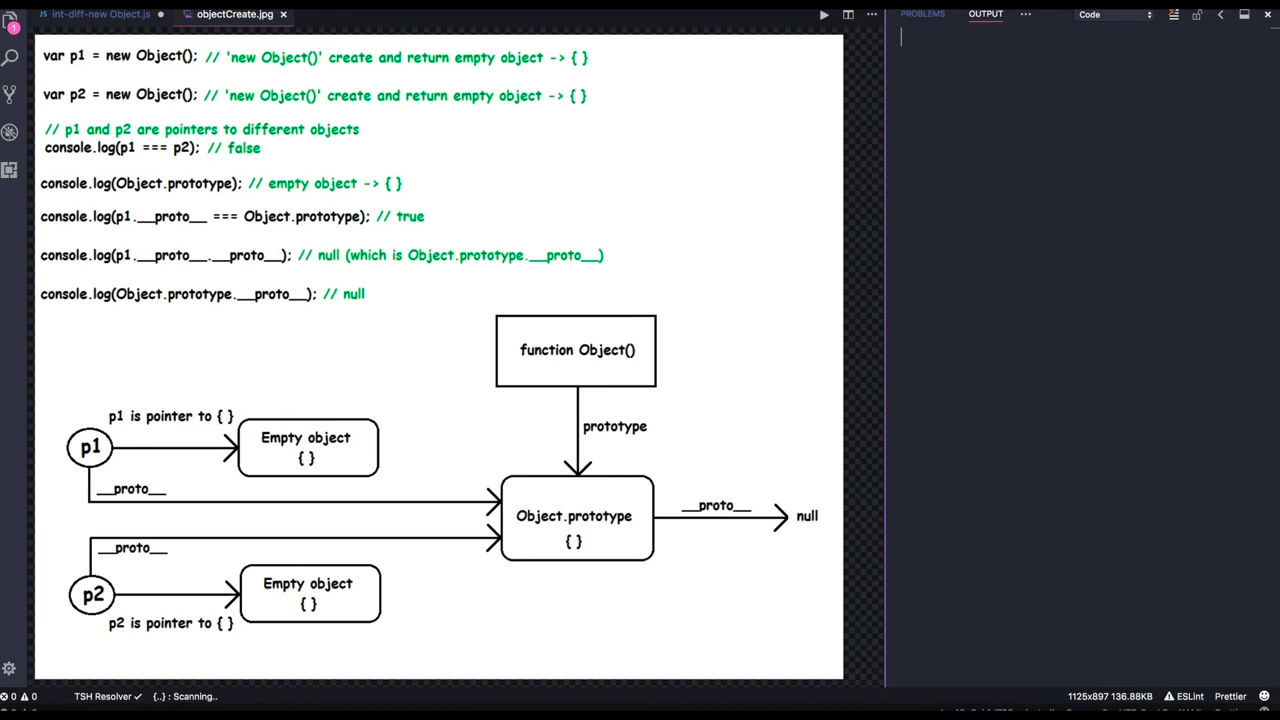 int-diff-new Object.js
objectCreate.jpg
PROBLEMS
OUTPUT
Code
1
var p1 = new Object(); // 'new Object()' create and return empty object -> { }
var p2 = new Object(); // 'new Object()' create and return empty object -> { }
// p1 and p2 are pointers to different objects
console.log(p1 === p2); // false
console.log(Object.prototype); // empty object -> { }
console.log(p1.__proto__ === Object.prototype); // true
console.log(p1.__proto__.__proto__); // null (which is Object.prototype.__proto__)
console.log(Object.prototype.__proto__); // null
function Object()
prototype
p1 is pointer to { }
p1
Empty object
{ }
__proto__
Object.prototype
{ }
__proto__
null
__proto__
p2
Empty object
{ }
p2 is pointer to { }
0 0
TSH Resolver
{..} : Scanning..
1125x897 136.88KB
ESLint
Prettier